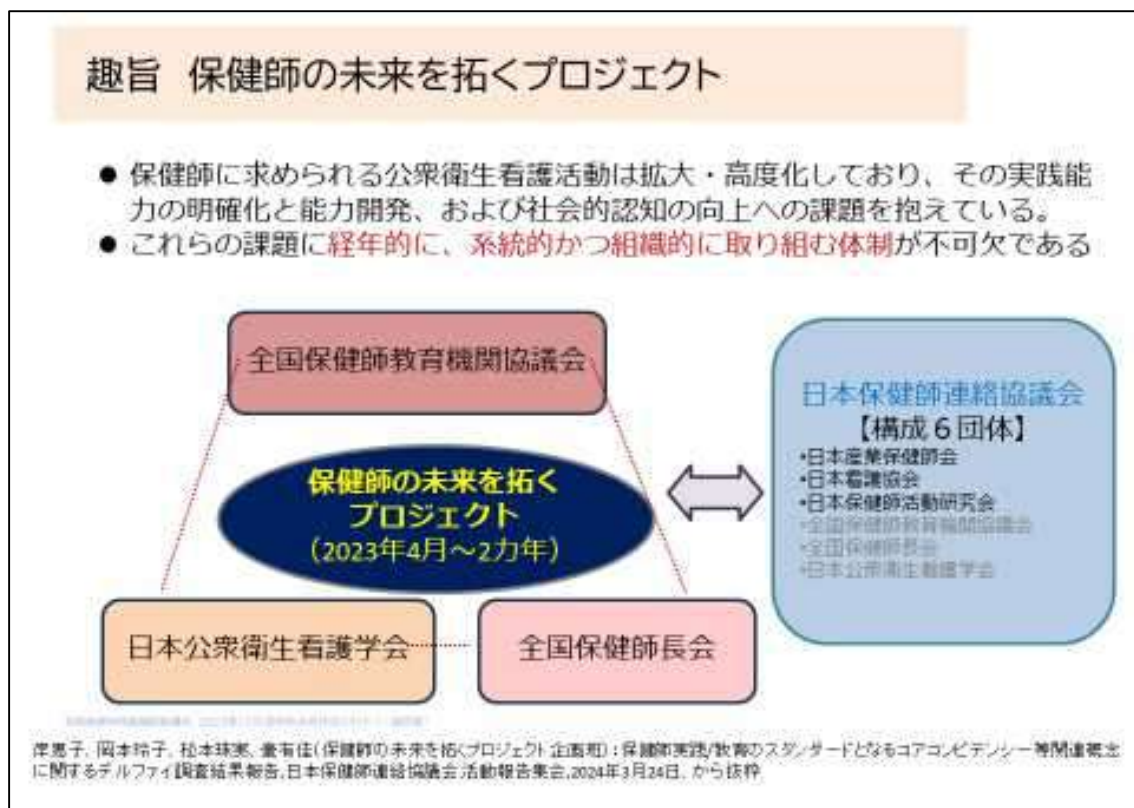 趣旨 保健師の未来を拓くプロジェクト
● 保健師に求められる公衆衛生看護活動は拡大・高度化しており、その実践能
力の明確化と能力開発、および社会的認知の向上への課題を抱えている。
● これらの課題に経年的に、系統的かつ組織的に取り組む体制が不可欠である
全国保健師教育機関協議会
保健師の未来を拓く
プロジェクト
(2023年4月～2カ年)
日本公衆衛生看護学会
全国保健師長会
日本保健師連絡協議会
【構成６団体】
•日本産業保健師会
•日本看護協会
•日本保健師活動研究会
•全国保健師教育機関協議会
•全国保健師長会
•日本公衆衛生看護学会
岸恵子、岡本玲子、松本珠実、有佳(保健師の未来を拓くプロジェクト 企画班)：保健師実践/教育のスタンダードとなるコアコンピテンシー等関連概念
に関するデルファイ調査結果報告,日本保健師連絡協議会 活動報告集会,2024年3月24日、から抜粋